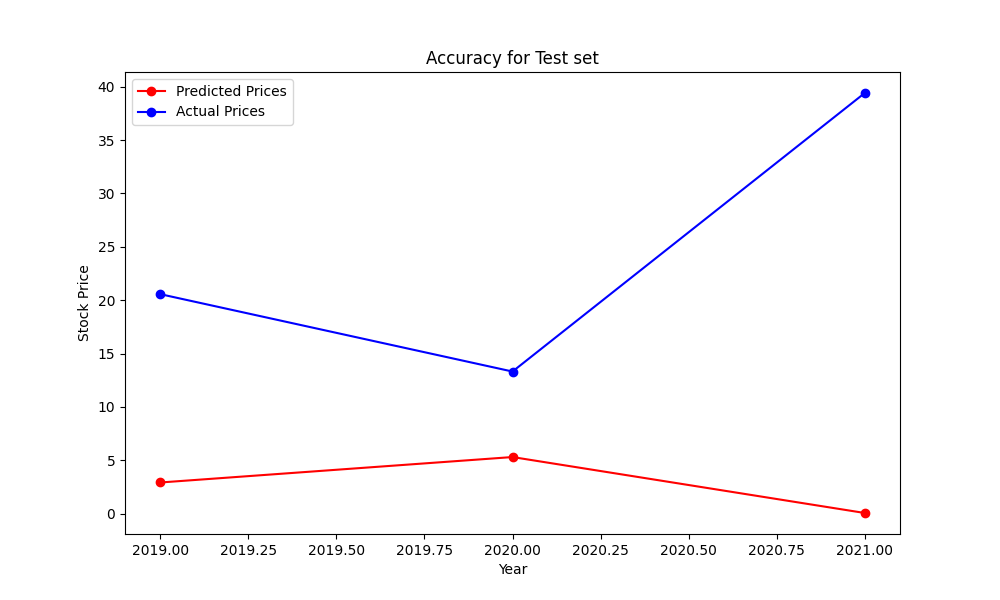 Accuracy for Test set
Predicted Prices
Actual Prices
40
35
30
25
20
15
10
5
0
Stock Price
2019.00 2019.25 2019.50 2019.75 2020.00 2020.25 2020.50 2020.75 2021.00
Year